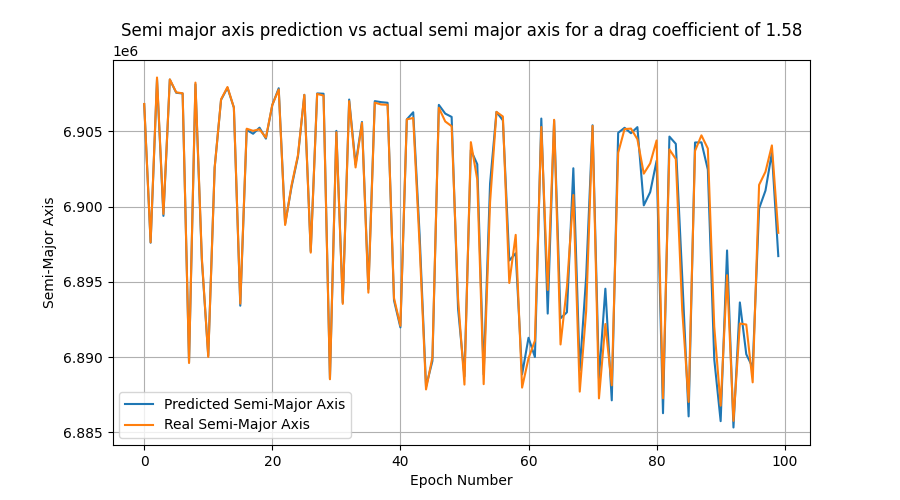 Semi major axis prediction vs actual semi major axis for a drag coefficient of 1.58
1e6
6.905
6.900
6.895
6.890
6.885
Semi-Major Axis
Predicted Semi-Major Axis
Real Semi-Major Axis
0 20 40 60 80 100
Epoch Number